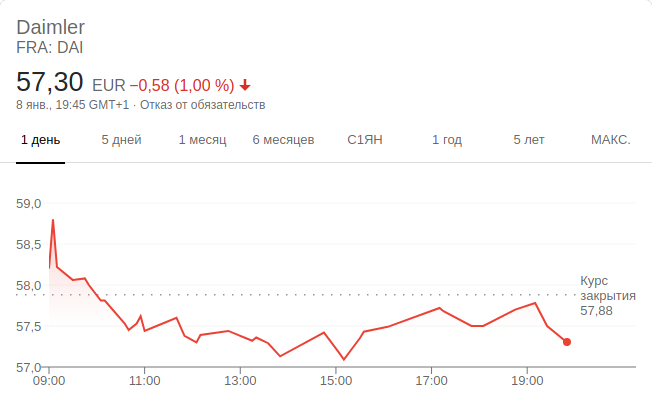 Daimler
FRA: DAI
57,30 EUR −0,58 (1,00 %)
8 янв., 19:45 GMT+1 · Отказ от обязательств
1 день 5 дней 1 месяц 6 месяцев С1ЯН 1 год 5 лет МАКС.
59,0
58,5
58,0
57,5
57,0
Курс
закрытия
57,88
09:00 11:00 13:00 15:00 17:00 19:00